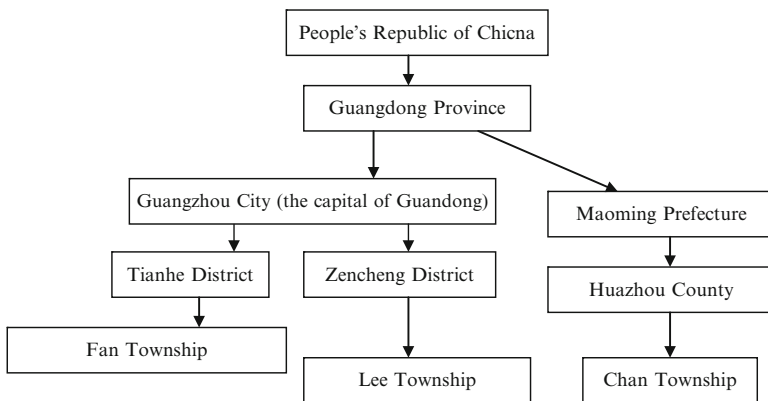 People's Republic of Chicna
Guangdong Province
Guangzhou City (the capital of Guandong)
Maoming Prefecture
Tianhe District
Zencheng District
Huazhou County
Fan Township
Lee Township
Chan Township